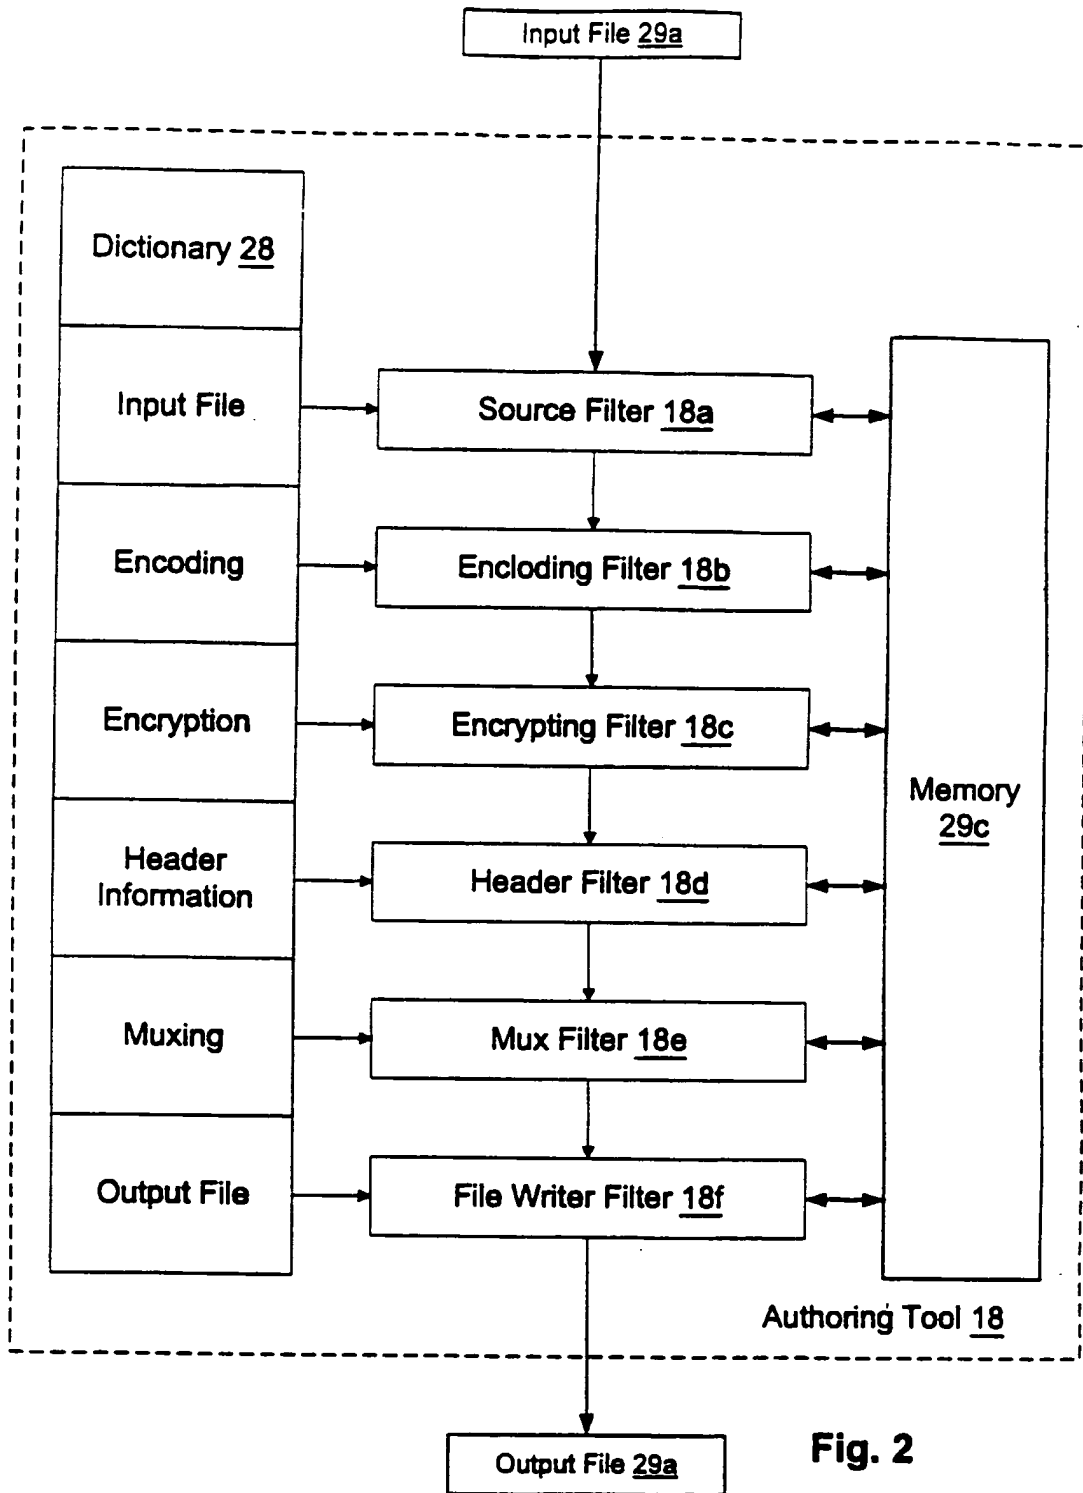 Input File 29a
Dictionary 28
Input File
Source Filter 18a
Encoding
Encloding Filter 18b
Encryption
Encrypting Filter 18c
Memory
29c
Header
Information
Header Filter 18d
Muxing
Mux Filter 18e
Output File
File Writer Filter 18f
Authoring Tool 18
Output File 29a
Fig. 2